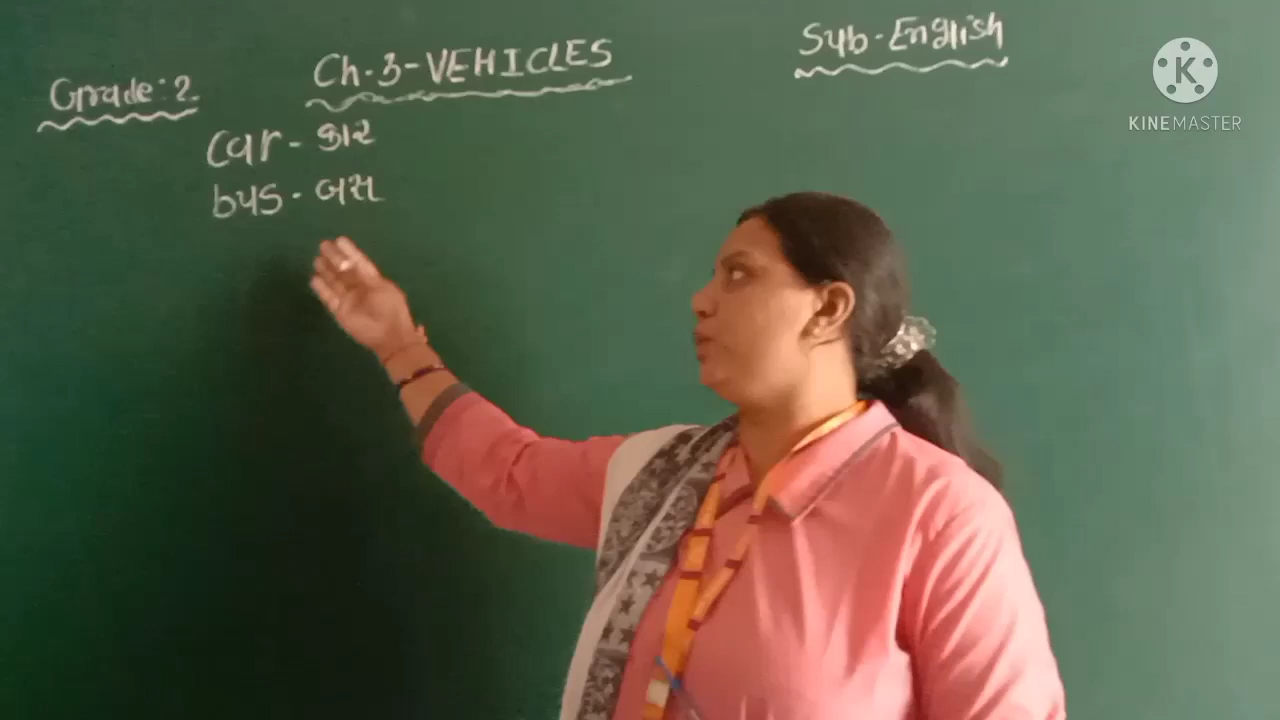 Grade:2
Ch.3-VEHICLES
Sub-English
Car - કાર
bus - બસ
KINEMASTER